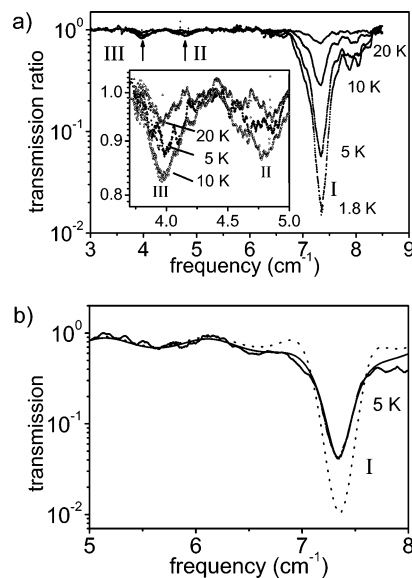 a)
10⁰
10⁻¹
10⁻²
transmission ratio
III
II
20 K
10 K
5 K
1.8 K
I
1.0
0.9
0.8
20 K
5 K
10 K
III
II
4.0 4.5 5.0
3 4 5 6 7 8 9
frequency (cm⁻¹)
b)
10⁰
10⁻¹
10⁻²
transmission
5 K
I
5 6 7 8
frequency (cm⁻¹)